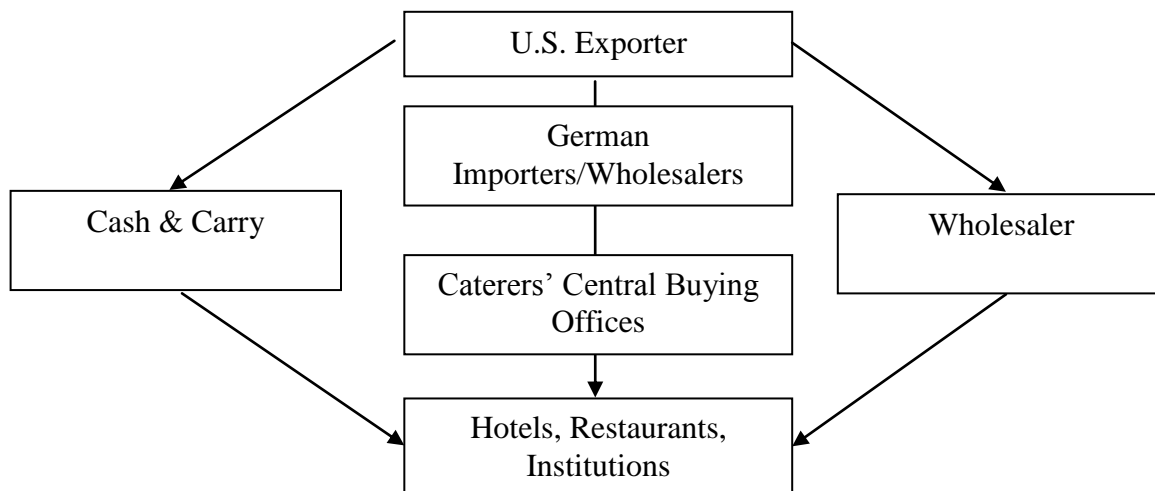 U.S. Exporter
German
Importers/Wholesalers
Cash & Carry
Wholesaler
Caterers’ Central Buying
Offices
Hotels, Restaurants,
Institutions